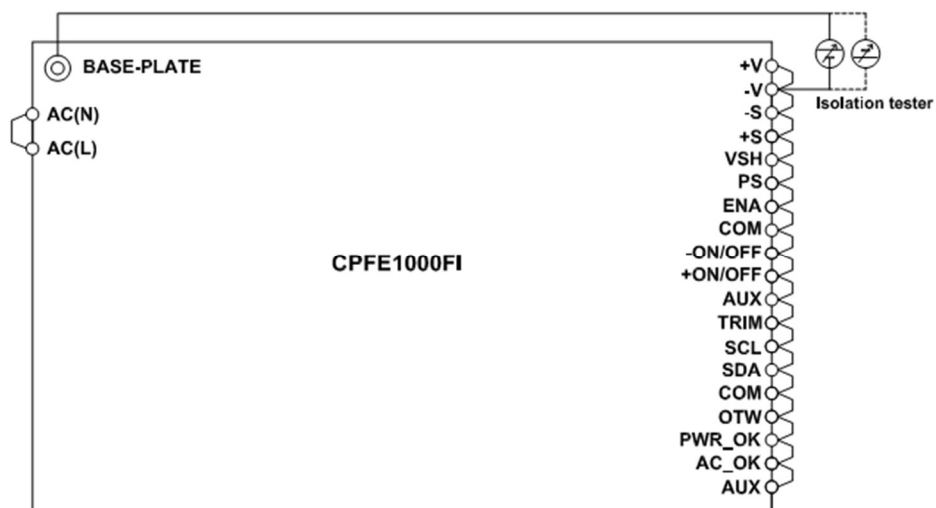 BASE-PLATE
AC(N)
AC(L)
CPFE1000FI
+V
-V
-S
+S
VSH
PS
ENA
COM
-ON/OFF
+ON/OFF
AUX
TRIM
SCL
SDA
COM
OTW
PWR_OK
AC_OK
AUX
Isolation tester